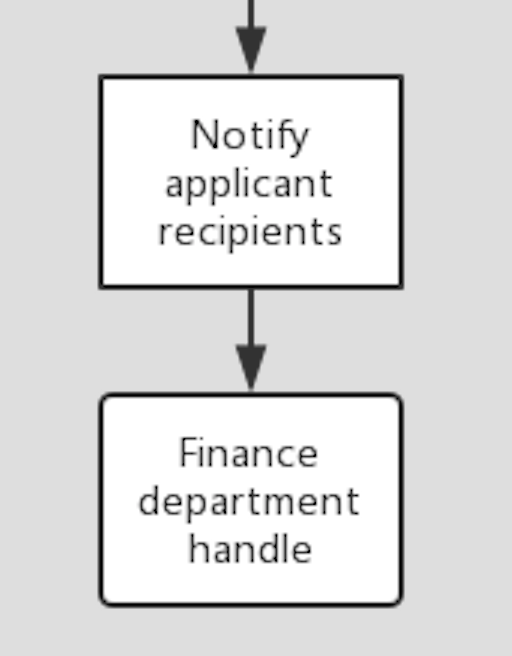 Notify
applicant
recipients
Finance
department
handle